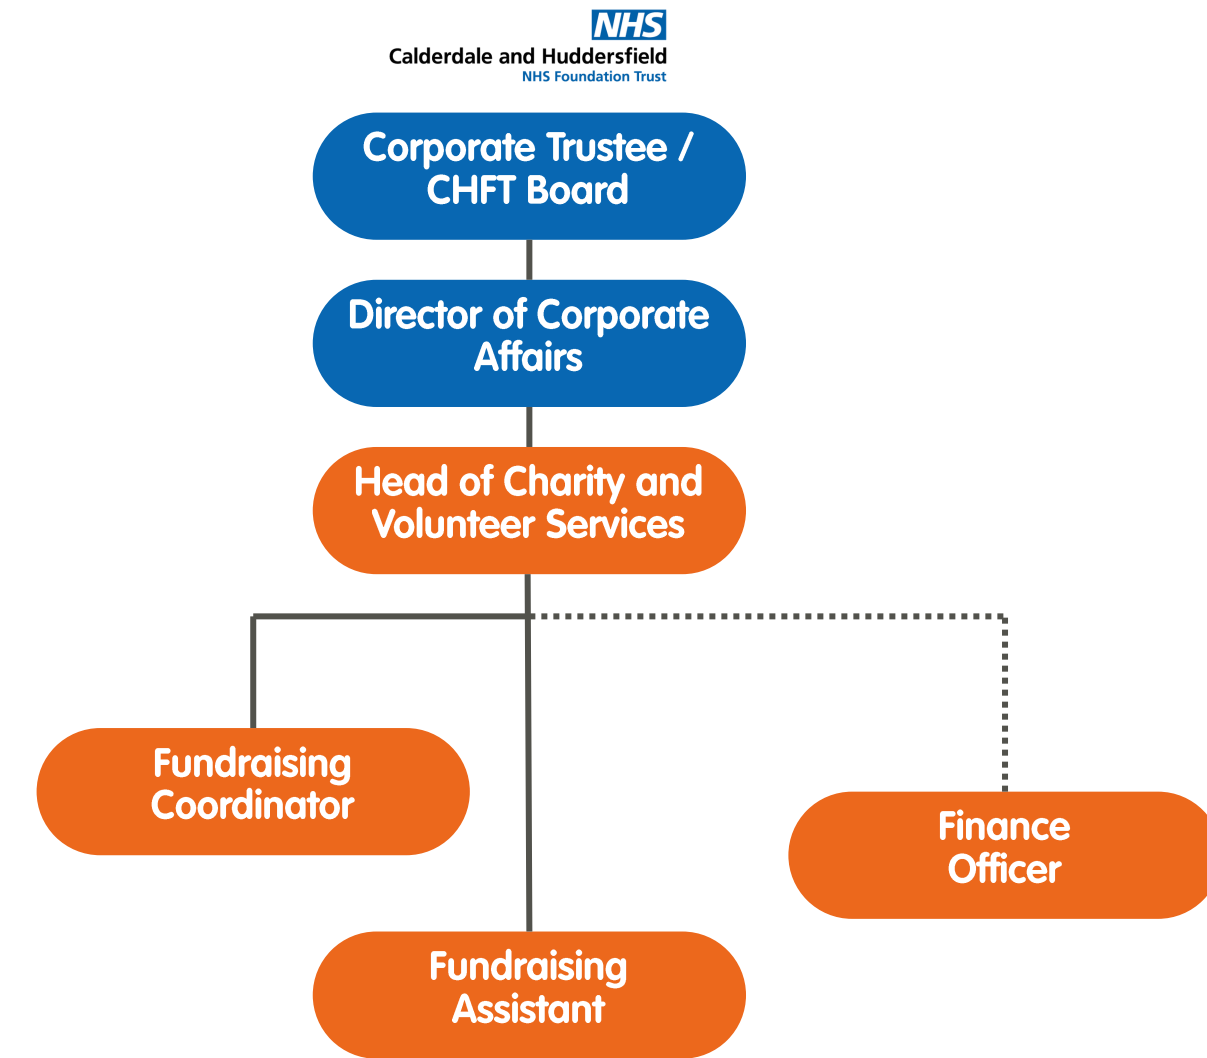 NHS
Calderdale and Huddersfield
NHS Foundation Trust
Corporate Trustee /
CHFT Board
Director of Corporate
Affairs
Head of Charity and
Volunteer Services
Fundraising
Coordinator
Finance
Officer
Fundraising
Assistant